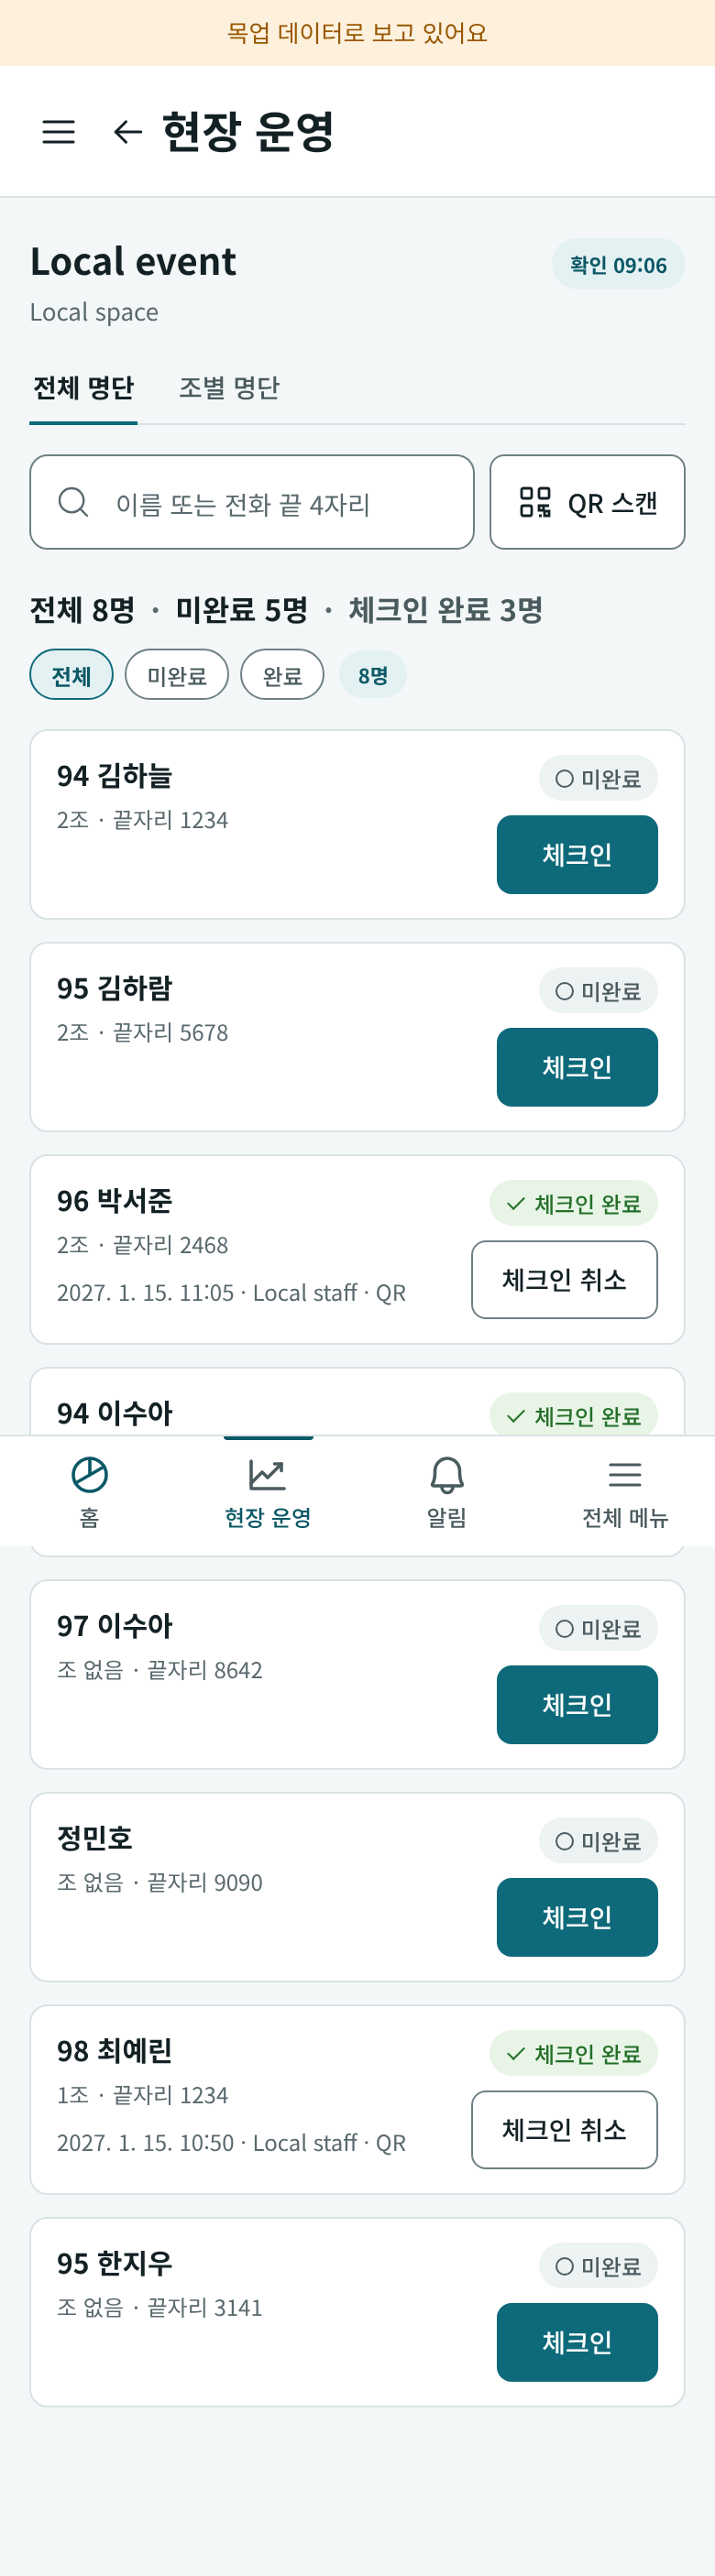 목업 데이터로 보고 있어요
현장 운영
Local event
확인 09:06
Local space
전체 명단
조별 명단
이름 또는 전화 끝 4자리
QR 스캔
전체 8명 · 미완료 5명 · 체크인 완료 3명
전체
미완료
완료
8명
94 김하늘
미완료
2조 · 끝자리 1234
체크인
95 김하람
미완료
2조 · 끝자리 5678
체크인
96 박서준
체크인 완료
2조 · 끝자리 2468
체크인 취소
2027. 1. 15. 11:05 · Local staff · QR
94 이수아
체크인 완료
홈
현장 운영
알림
전체 메뉴
97 이수아
미완료
조 없음 · 끝자리 8642
체크인
정민호
미완료
조 없음 · 끝자리 9090
체크인
98 최예린
체크인 완료
1조 · 끝자리 1234
체크인 취소
2027. 1. 15. 10:50 · Local staff · QR
95 한지우
미완료
조 없음 · 끝자리 3141
체크인